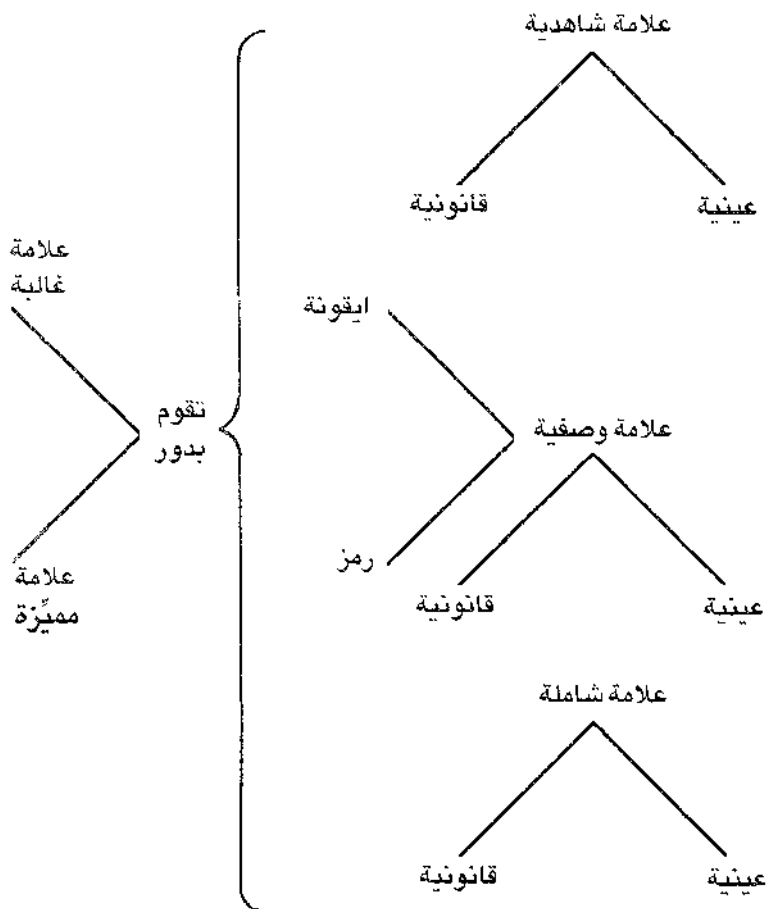 علامة شاهدية
عينية
قانونية
علامة
غالبة
ايقونة
تقوم
بدور
علامة وصفية
رمز
علامة
مميِّزة
عينية
قانونية
علامة شاملة
عينية
قانونية